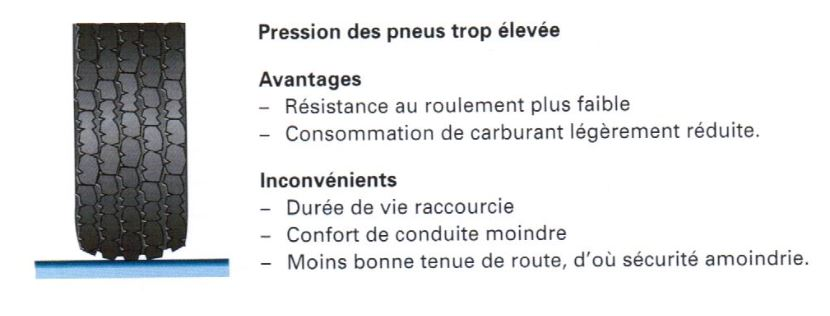 Pression des pneus trop élevée
Avantages
– Résistance au roulement plus faible
– Consommation de carburant légèrement réduite.
Inconvénients
– Durée de vie raccourcie
– Confort de conduite moindre
– Moins bonne tenue de route, d'où sécurité amoindrie.